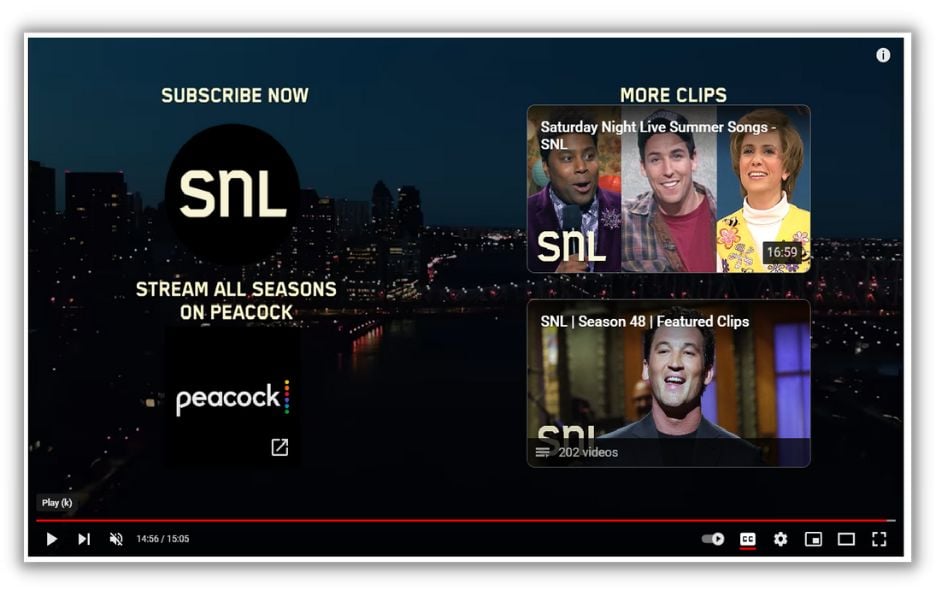 SUBSCRIBE NOW
snL
STREAM ALL SEASONS
ON PEACOCK
peacock
MORE CLIPS
Saturday Night Live Summer Songs -
SNL
snL
16:59
SNL | Season 48 | Featured Clips
snL
202 videos
Play (k)
14:56 / 15:05
CC